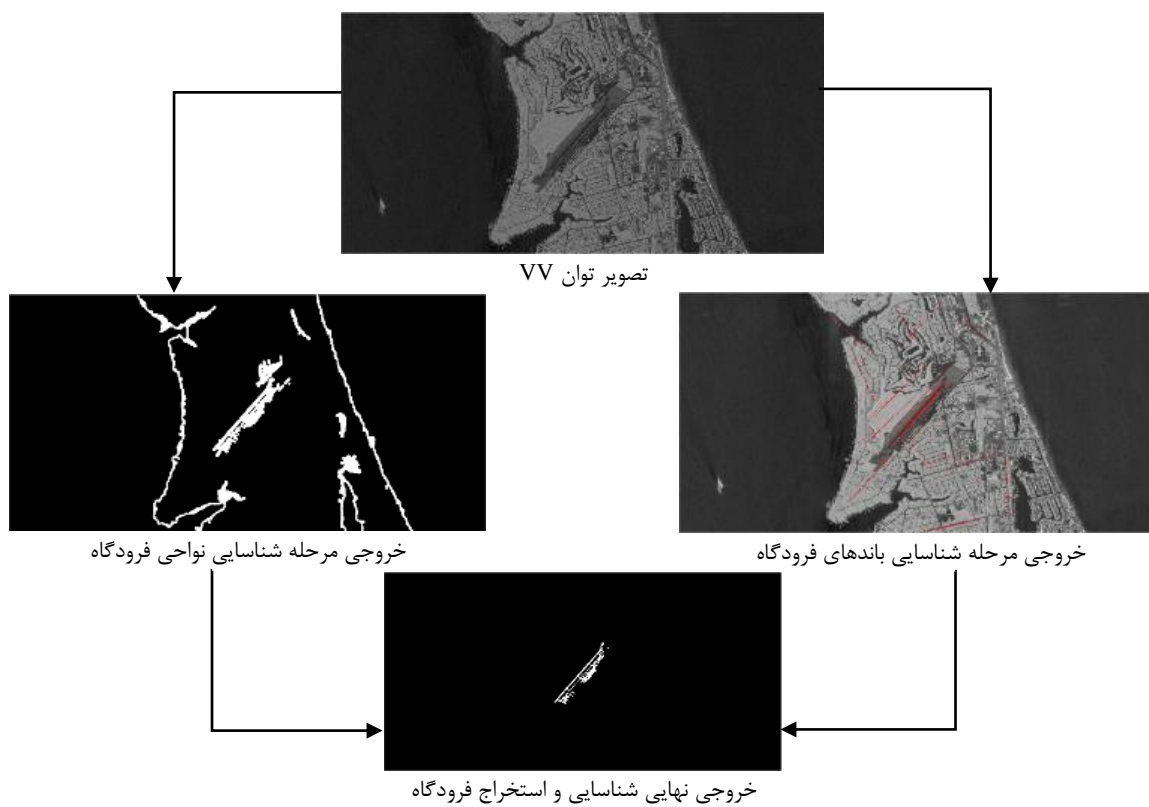 تصویر توان VV
خروجی مرحله شناسایی نواحی فرودگاه
خروجی مرحله شناسایی باندهای فرودگاه
خروجی نهایی شناسایی و استخراج فرودگاه